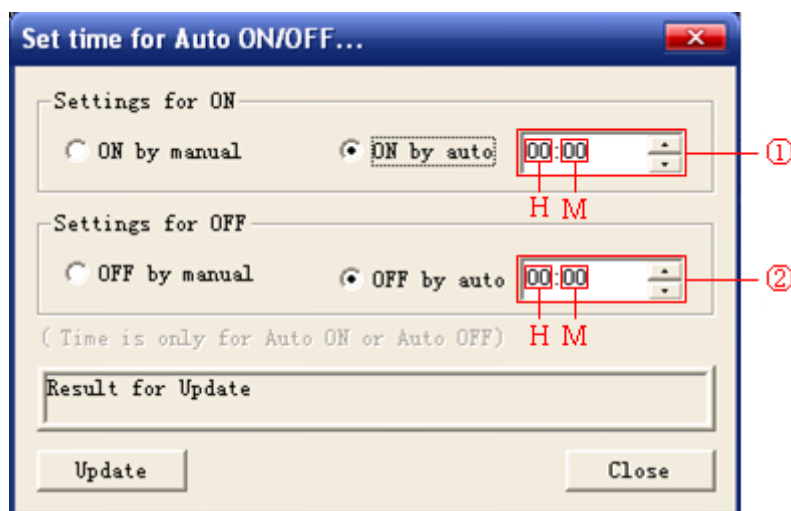 Set time for Auto ON/OFF...
Settings for ON
ON by manual ON by auto 00:00 ①
H M
Settings for OFF
OFF by manual OFF by auto 00:00 ②
( Time is only for Auto ON or Auto OFF) H M
Result for Update
Update Close